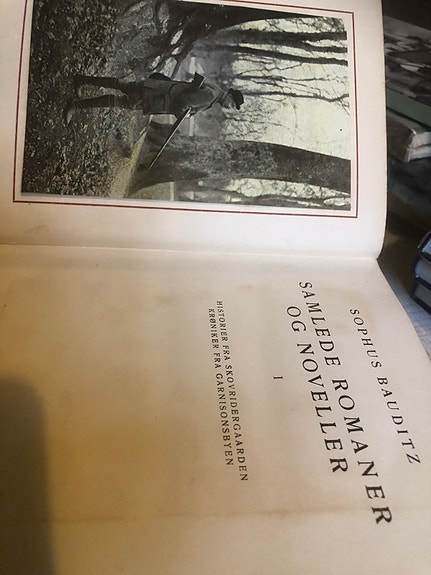 SOPHUS BAUDITZ
SAMLEDE ROMANER
OG NOVELLER
I
HISTORIER FRA SKOVRIDERGAARDEN
KRØNIKER FRA GARNISONSBYEN